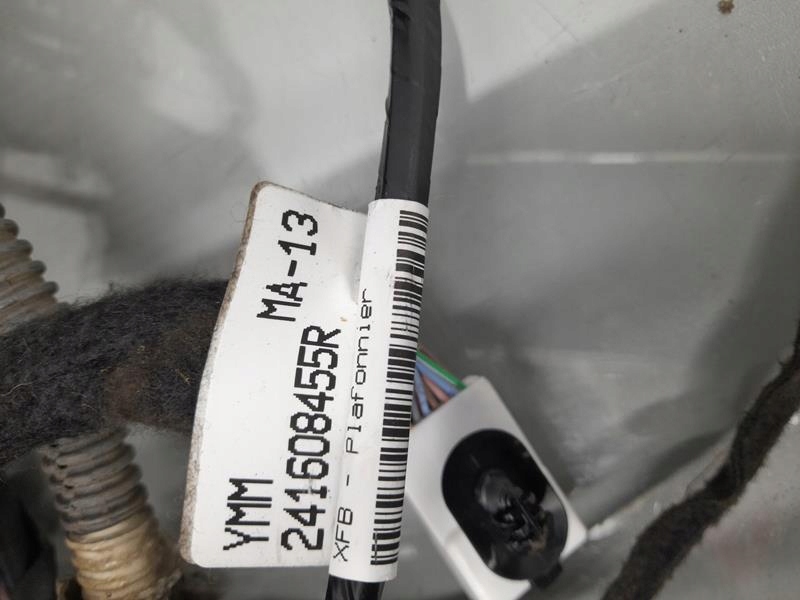 MA-13
YMM
241608455R
XFB - Plafonnier